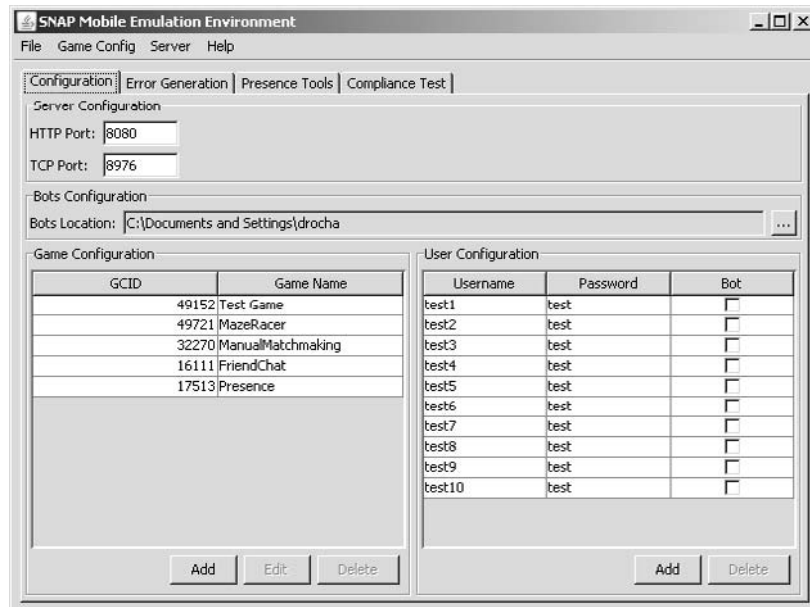 SNAP Mobile Emulation Environment
File Game Config Server Help
Configuration Error Generation Presence Tools Compliance Test
Server Configuration
HTTP Port: 8080
TCP Port: 8976
Bots Configuration
Bots Location: C:\Documents and Settings\drocha ...
Game Configuration
GCID Game Name
49152 Test Game
49721 MazeRacer
32270 ManualMatchmaking
16111 FriendChat
17513 Presence
Add Edit Delete
User Configuration
Username Password Bot
test1 test
test2 test
test3 test
test4 test
test5 test
test6 test
test7 test
test8 test
test9 test
test10 test
Add Delete